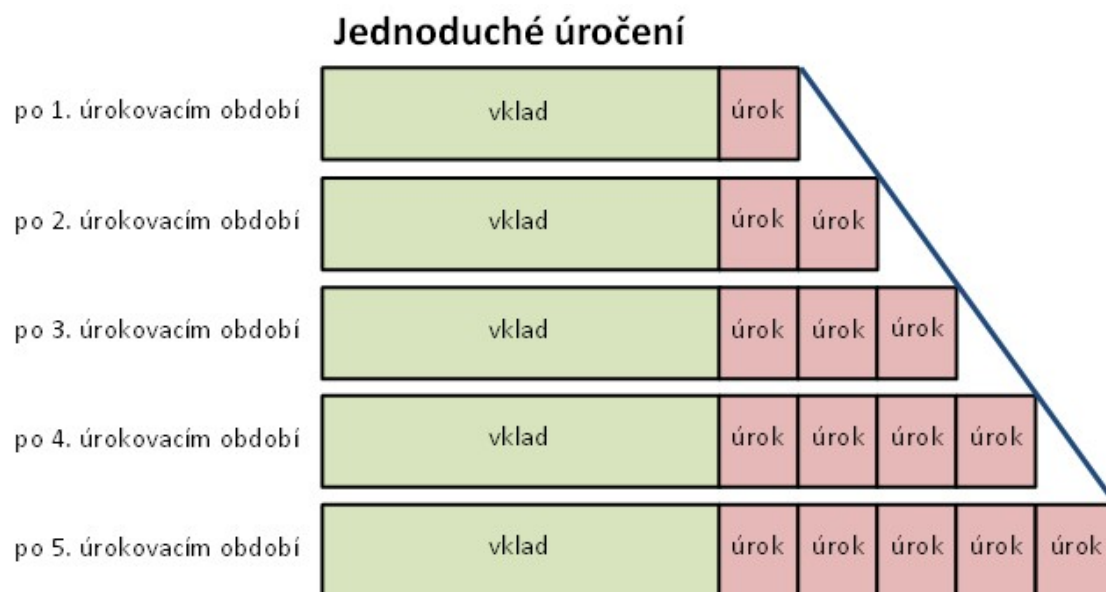 Jednoduché úročení
po 1. úrokovacím období vklad úrok
po 2. úrokovacím období vklad úrok úrok
po 3. úrokovacím období vklad úrok úrok úrok
po 4. úrokovacím období vklad úrok úrok úrok úrok
po 5. úrokovacím období vklad úrok úrok úrok úrok úrok